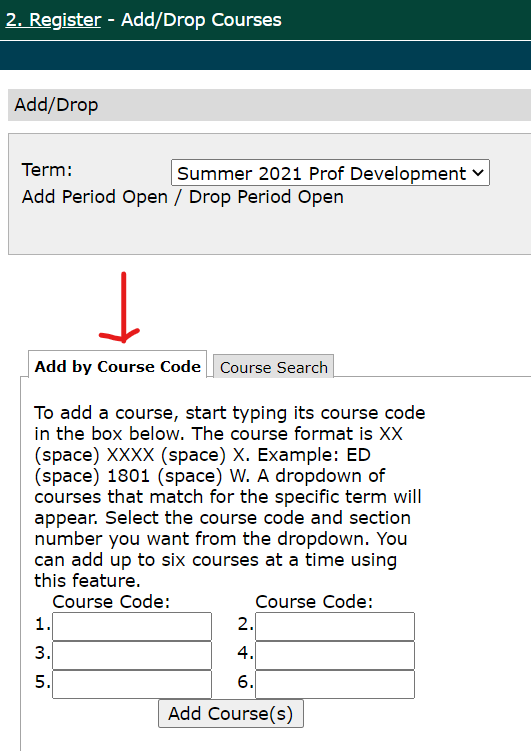 2. Register - Add/Drop Courses
Add/Drop
Term: Summer 2021 Prof Development
Add Period Open / Drop Period Open
Add by Course Code Course Search
To add a course, start typing its course code
in the box below. The course format is XX
(space) XXXX (space) X. Example: ED
(space) 1801 (space) W. A dropdown of
courses that match for the specific term will
appear. Select the course code and section
number you want from the dropdown. You
can add up to six courses at a time using
this feature.
Course Code: Course Code:
1. 2.
3. 4.
5. 6.
Add Course(s)